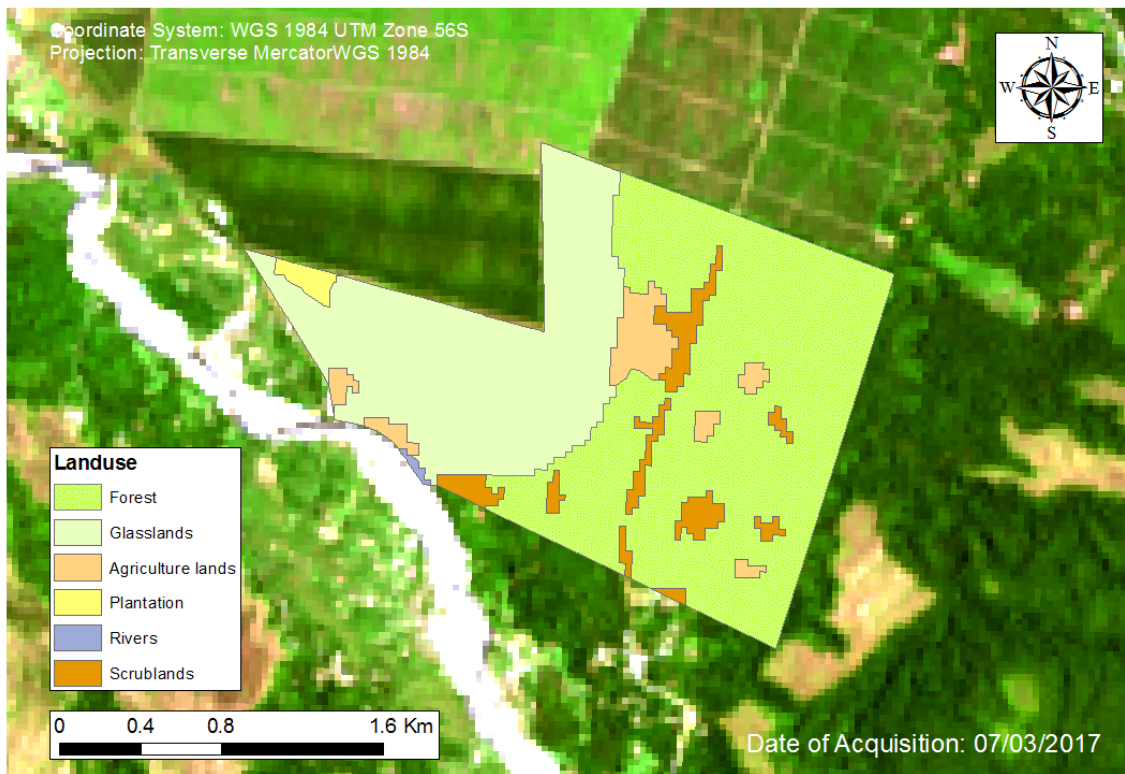 Coordinate System: WGS 1984 UTM Zone 56S
Projection: Transverse MercatorWGS 1984
N
W E
S
Landuse
Forest
Glasslands
Agriculture lands
Plantation
Rivers
Scrublands
0 0.4 0.8 1.6 Km
Date of Acquisition: 07/03/2017